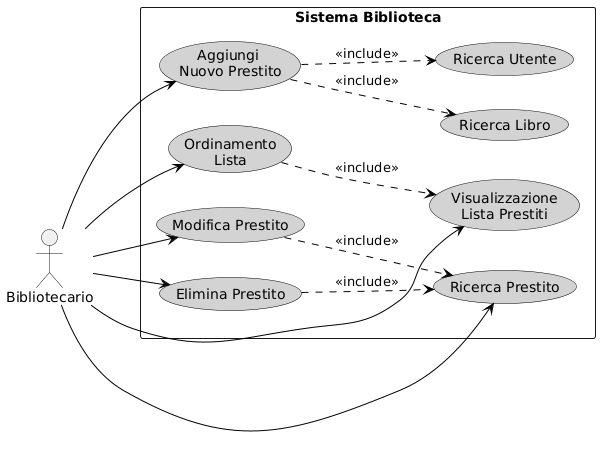 Sistema Biblioteca
Aggiungi
Nuovo Prestito
«include»
Ricerca Utente
«include»
Ricerca Libro
Ordinamento
Lista
«include»
Visualizzazione
Lista Prestiti
Modifica Prestito
«include»
Ricerca Prestito
Elimina Prestito
«include»
Bibliotecario